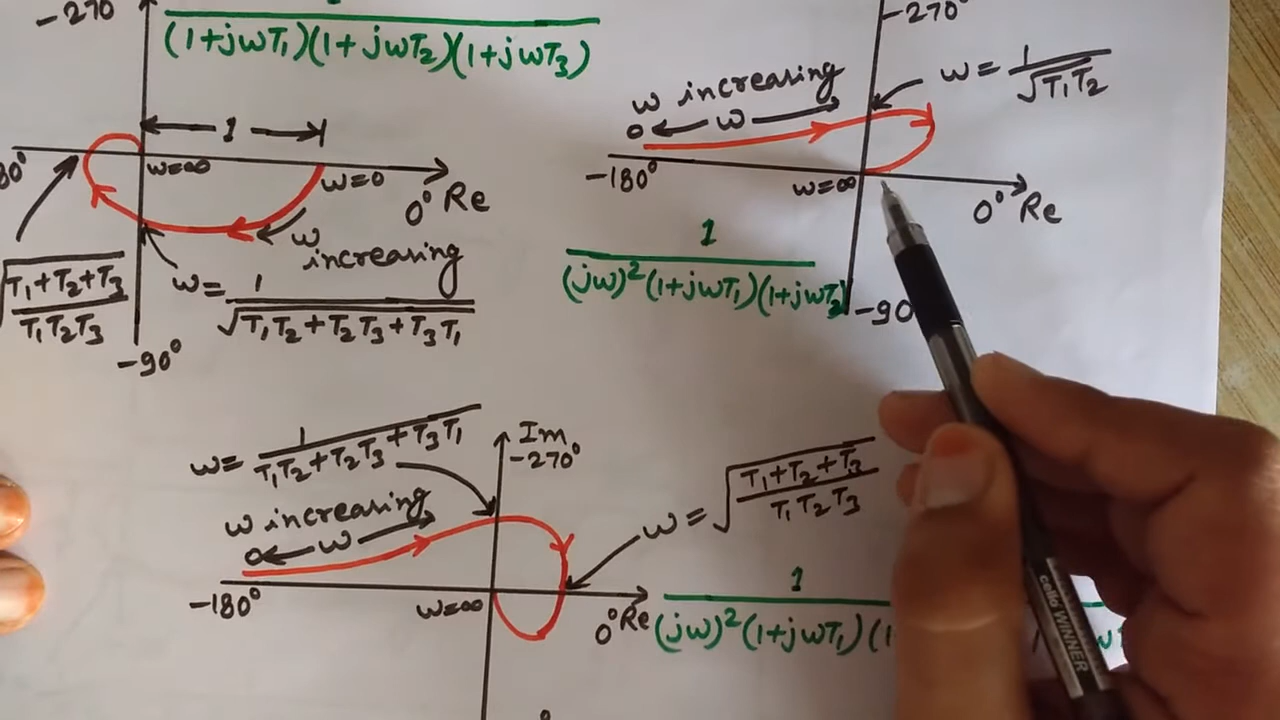 -270
(1+jωT₁)(1+jωT₂)(1+jωT₃)
1
ω=∞
ω=0
0° Re
ω increasing
T₁+T₂+T₃
T₁T₂T₃
ω= 1
√T₁T₂+T₂T₃+T₃T₁
-90°
-270°
ω increasing
0 ω
ω= 1
√T₁T₂
-180°
ω=∞
0° Re
1
(jω)²(1+jωT₁)(1+jωT₂)
-90
ω= 1
T₁T₂+T₂T₃+T₃T₁
Im
-270°
ω increasing
0 ω
ω= √T₁+T₂+T₃
T₁T₂T₃
-180°
ω=∞
0° Re
1
(jω)²(1+jωT₁)(1
cello WINNER